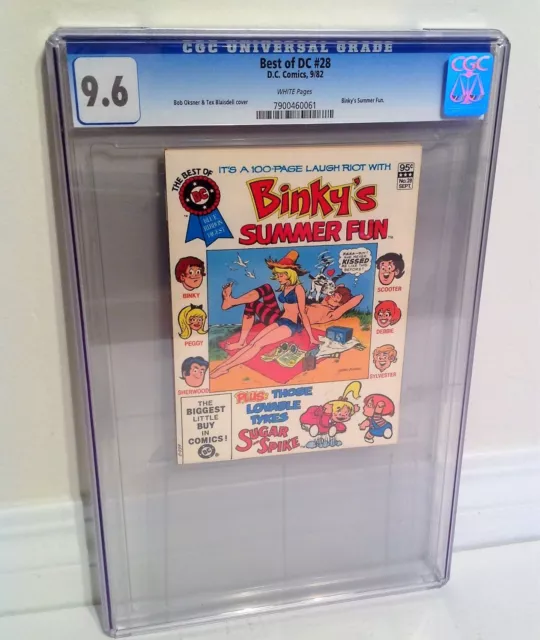 CGC UNIVERSAL GRADE
9.6
Best of DC #28
D.C. Comics, 9/82
WHITE Pages
Bob Oksner & Tex Blaisdell cover
Binky's Summer Fun.
7900460061
CGC
THE BEST OF
DC
BLUE RIBBON DIGEST
IT'S A 100-PAGE LAUGH RIOT WITH
95¢
No. 28
SEPT.
Binky's
SUMMER FUN
BINKY
PEGGY
SHERWOOD
KISSED
BEFORE!
SCOOTER
DEBBIE
SYLVESTER
THE
BIGGEST
LITTLE
BUY
IN
COMICS!
DC
PLUS: THOSE
LOVABLE
TYKES
SUGAR
and
SPIKE